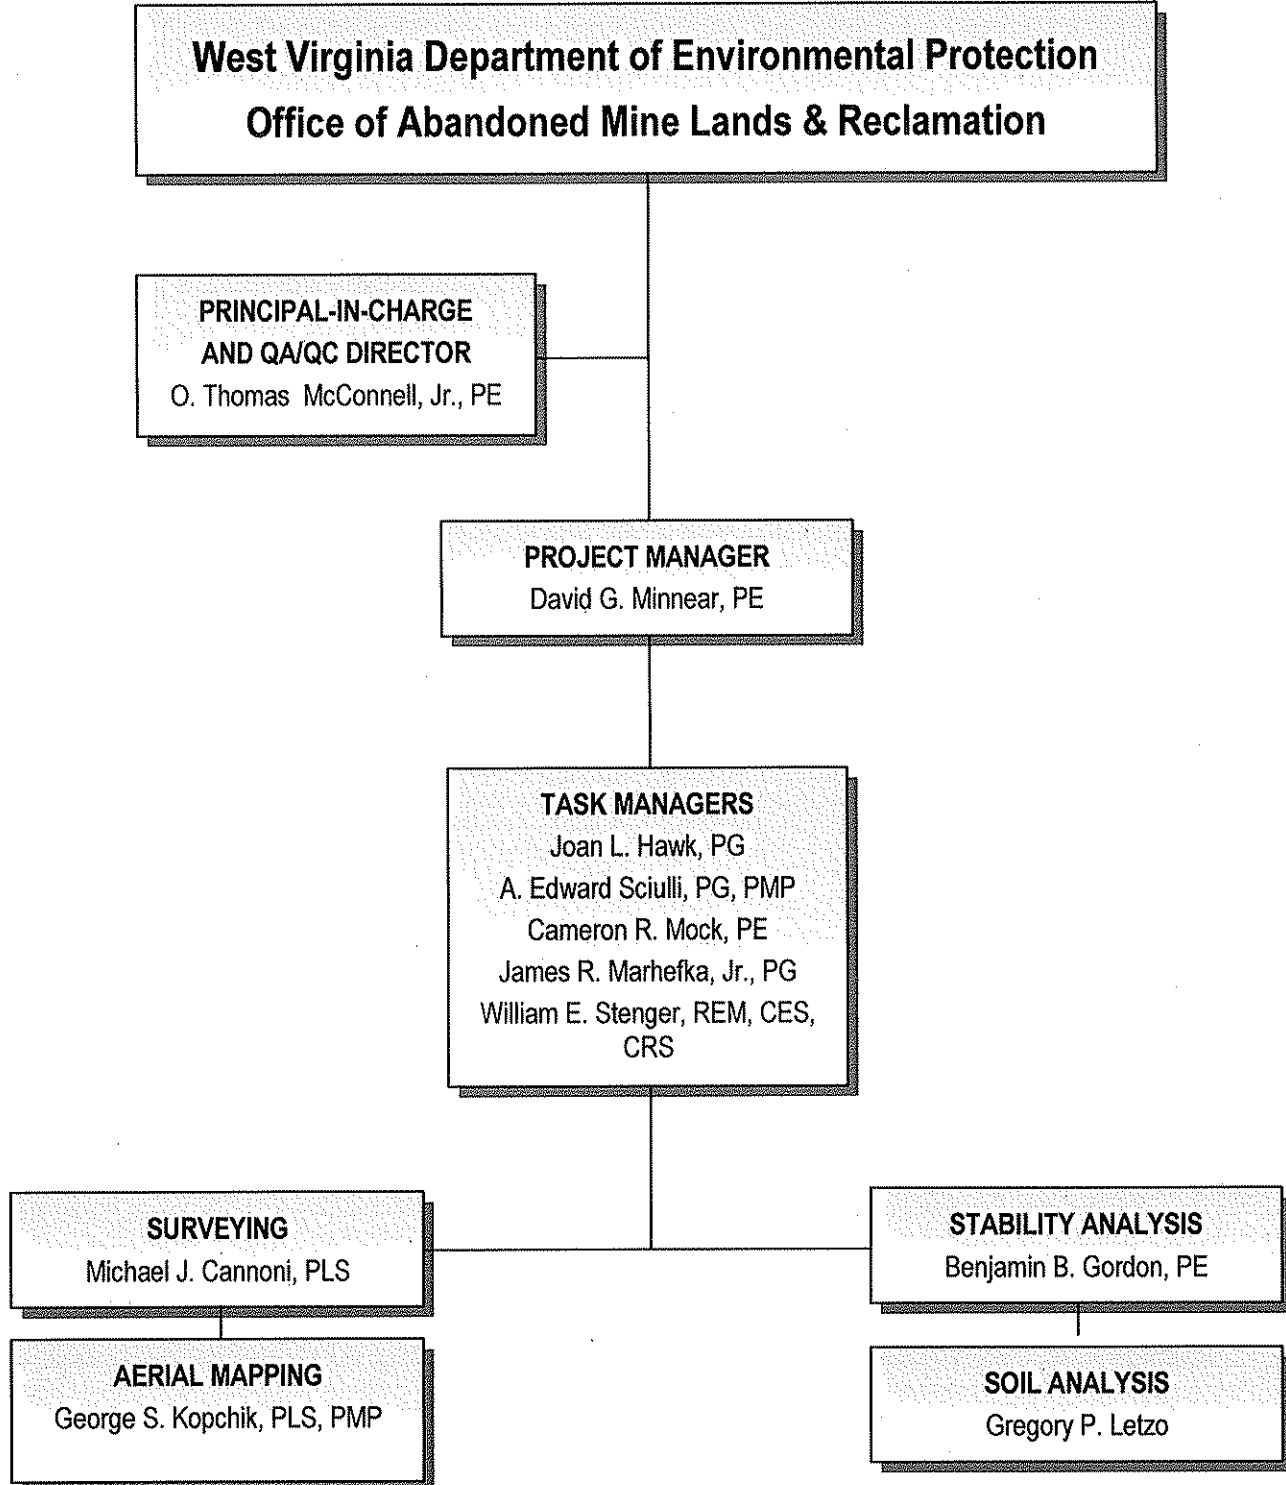 West Virginia Department of Environmental Protection
Office of Abandoned Mine Lands & Reclamation
PRINCIPAL-IN-CHARGE
AND QA/QC DIRECTOR
O. Thomas McConnell, Jr., PE
PROJECT MANAGER
David G. Minnear, PE
TASK MANAGERS
Joan L. Hawk, PG
A. Edward Sciulli, PG, PMP
Cameron R. Mock, PE
James R. Marhefka, Jr., PG
William E. Stenger, REM, CES,
CRS
SURVEYING
Michael J. Cannoni, PLS
AERIAL MAPPING
George S. Kopchik, PLS, PMP
STABILITY ANALYSIS
Benjamin B. Gordon, PE
SOIL ANALYSIS
Gregory P. Letzo